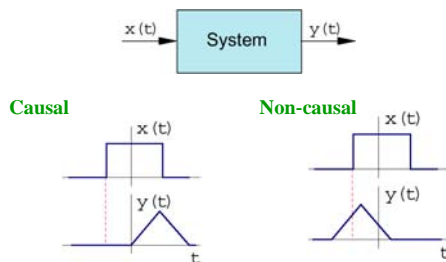 x(t) System y(t)
Causal Non-causal
x(t) x(t)
y(t) y(t)
t t